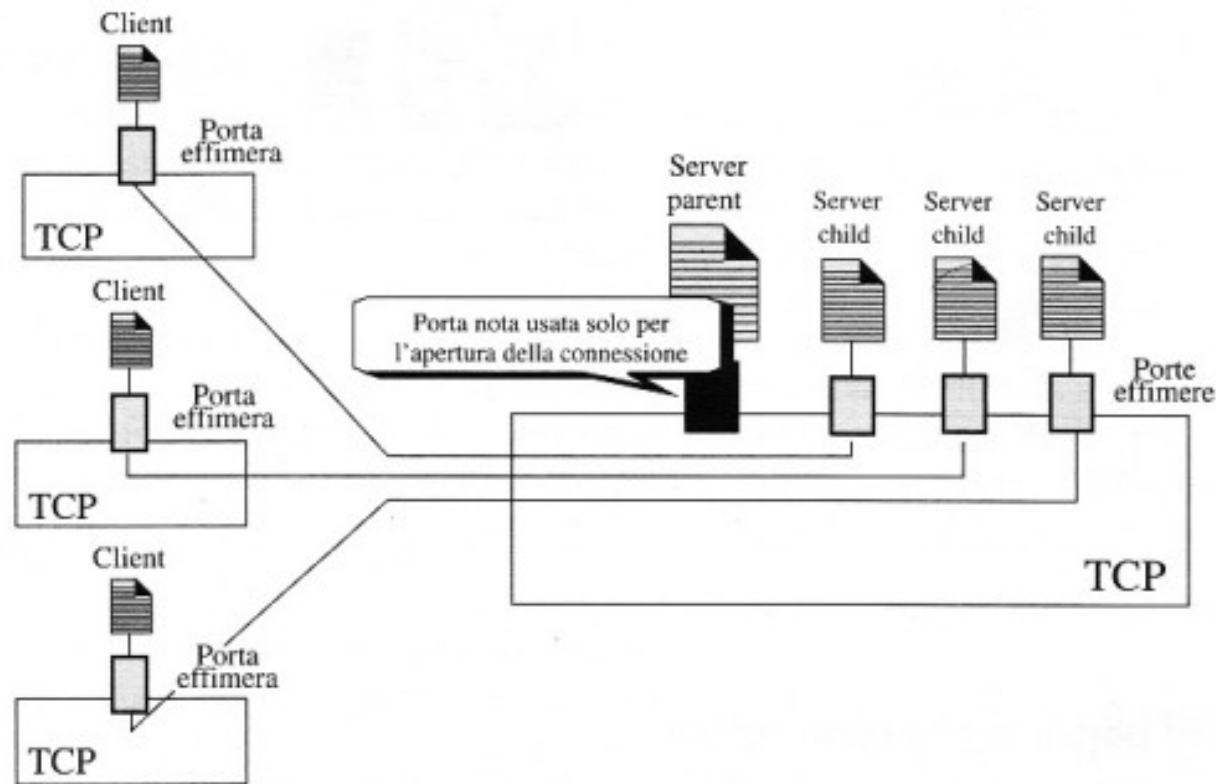 Client
Porta
effimera
TCP
Client
Porta
effimera
TCP
Client
Porta
effimera
TCP
Server
parent
Server
child
Server
child
Server
child
Porta nota usata solo per
l'apertura della connessione
Porte
effimere
TCP